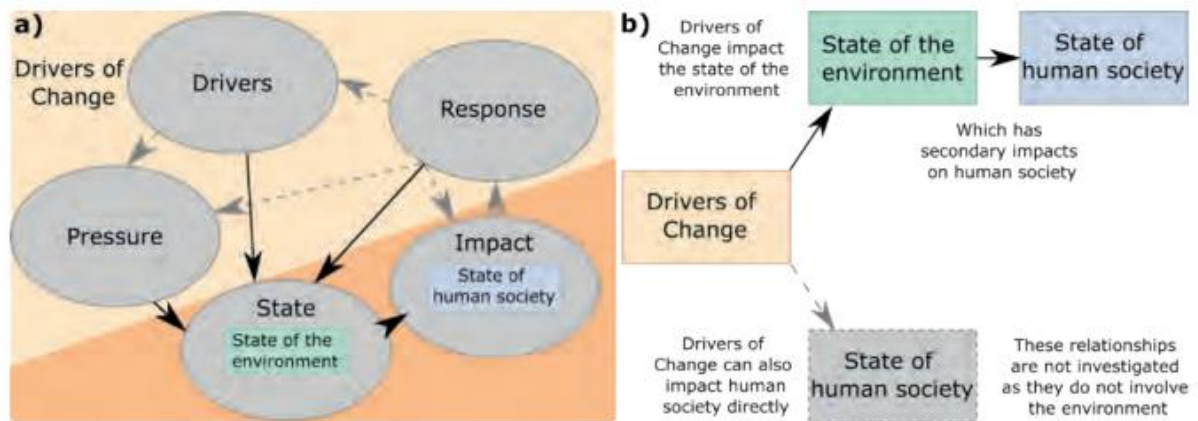 a)
Drivers of
Change
Drivers
Response
Pressure
Impact
State of
human society
State
State of the
environment
b)
Drivers of
Change impact
the state of the
environment
State of the
environment
State of
human society
Which has
secondary impacts
on human society
Drivers of
Change
Drivers of
Change can also
impact human
society directly
State of
human society
These relationships
are not investigated
as they do not involve
the environment